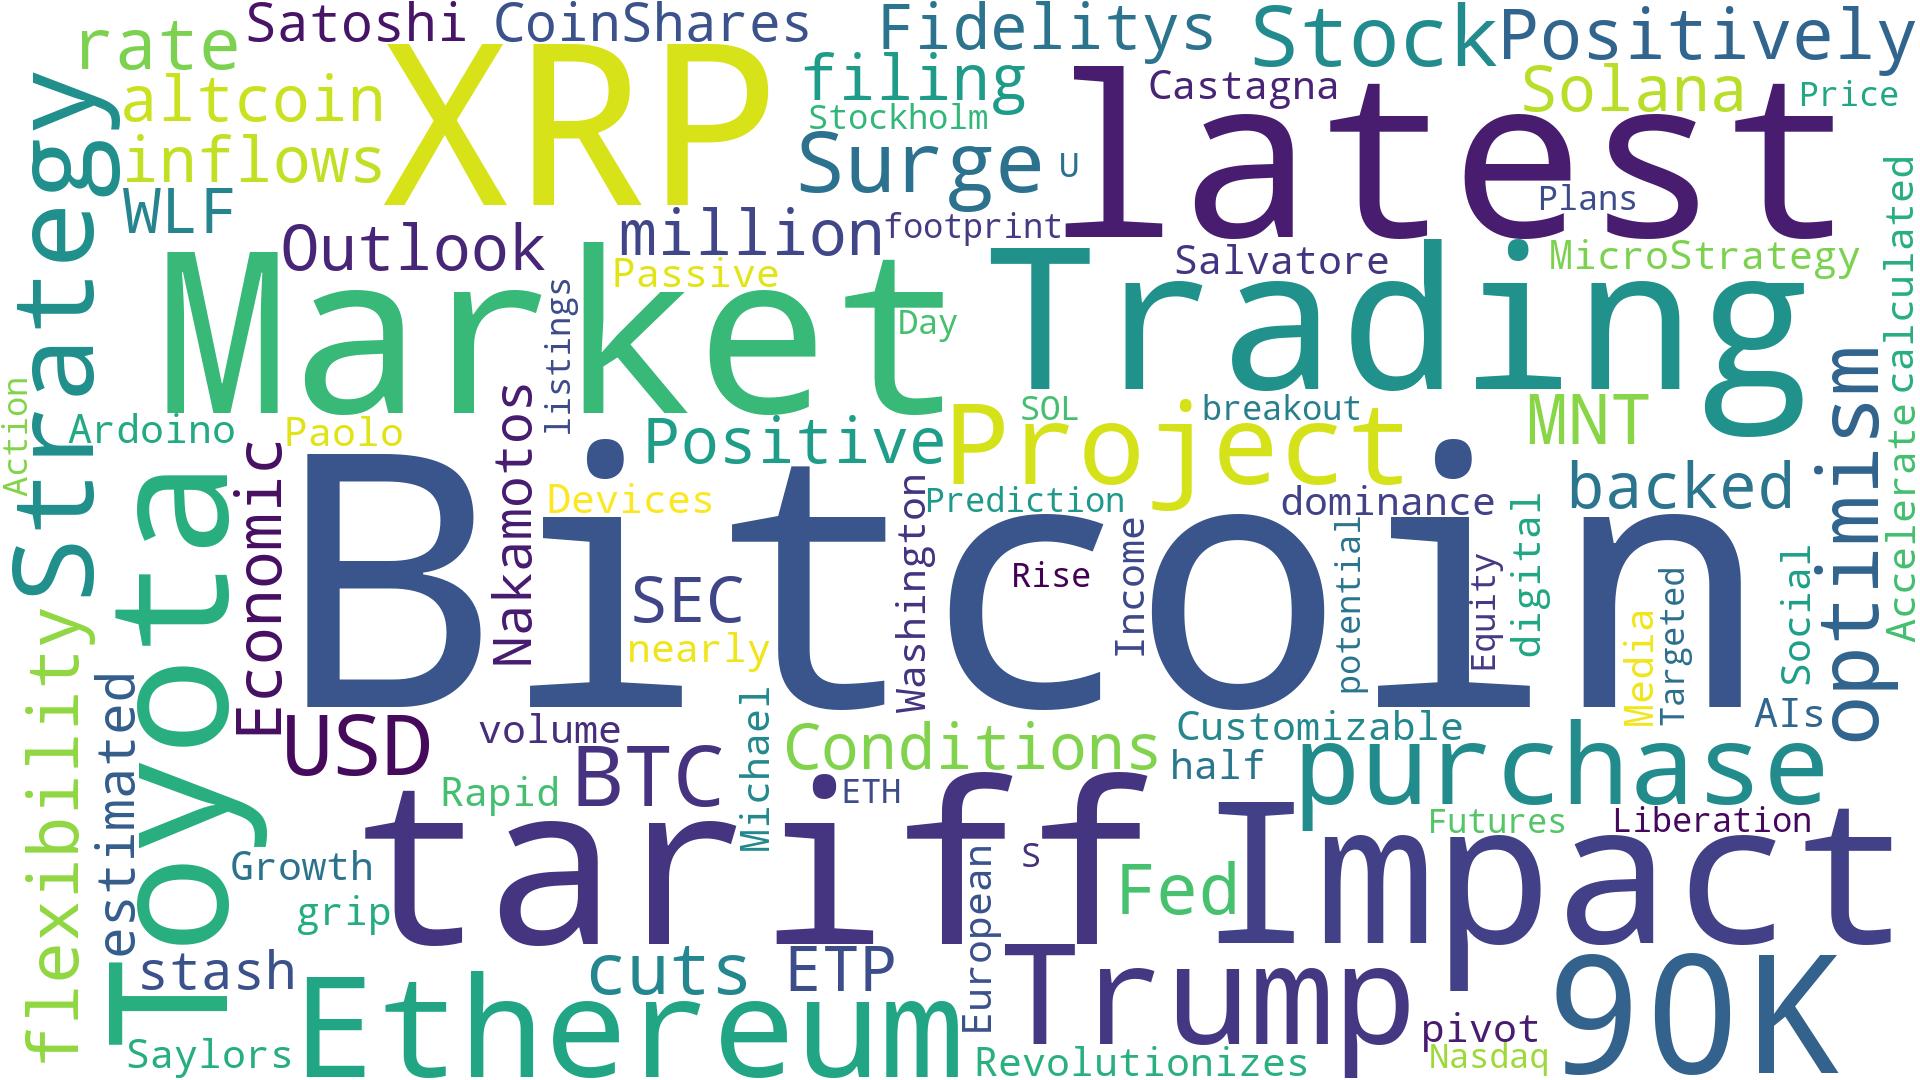 Satoshi
CoinShares
Fidelitys
Stock
Positively
rate
XRP
filing
latest
Castagna
Solana
Price
altcoin
Stockholm
Strategy
inflows
Surge
U
WLF
Plans
calculated
Outlook
million
footprint
Market
Trading
Salvatore
MicroStrategy
Passive
listings
Day
Action
Ardoino
Paolo
Nakamotos
Positive
Project
SOL
breakout
MNT
optimism
Accelerate
Toyota
Economic
Bitcoin
Devices
Washington
Prediction
dominance
backed
SEC
Rise
Income
potential
Equity
digital
Targeted
Social
nearly
Media
flexibility
estimated
USD
volume
Michael
Conditions
Customizable
AIs
BTC
half
purchase
Rapid
ETH
tariff
Impact
Futures
Liberation
Growth
European
S
Fed
grip
stash
cuts
ETP
Trump
90K
Ethereum
pivot
Saylors
Revolutionizes
Nasdaq